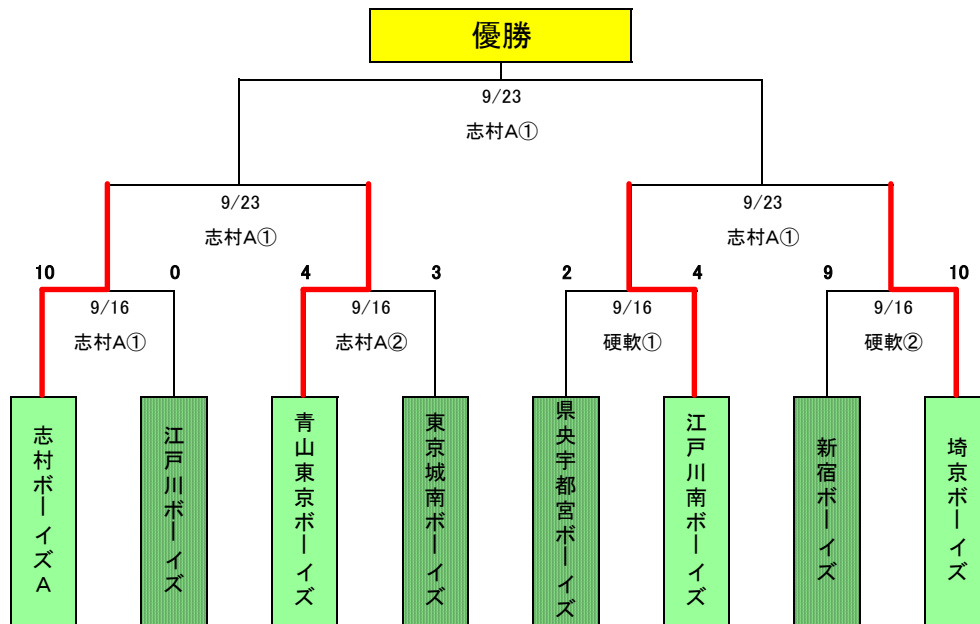 優勝
9/23
志村A①
9/23
志村A①
9/23
志村A①
10
0
4
3
2
4
9
10
9/16
志村A①
9/16
志村A②
9/16
硬軟①
9/16
硬軟②
志村ボーイズA
江戸川ボーイズ
青山東京ボーイズ
東京城南ボーイズ
県央宇都宮ボーイズ
江戸川南ボーイズ
新宿ボーイズ
埼京ボーイズ